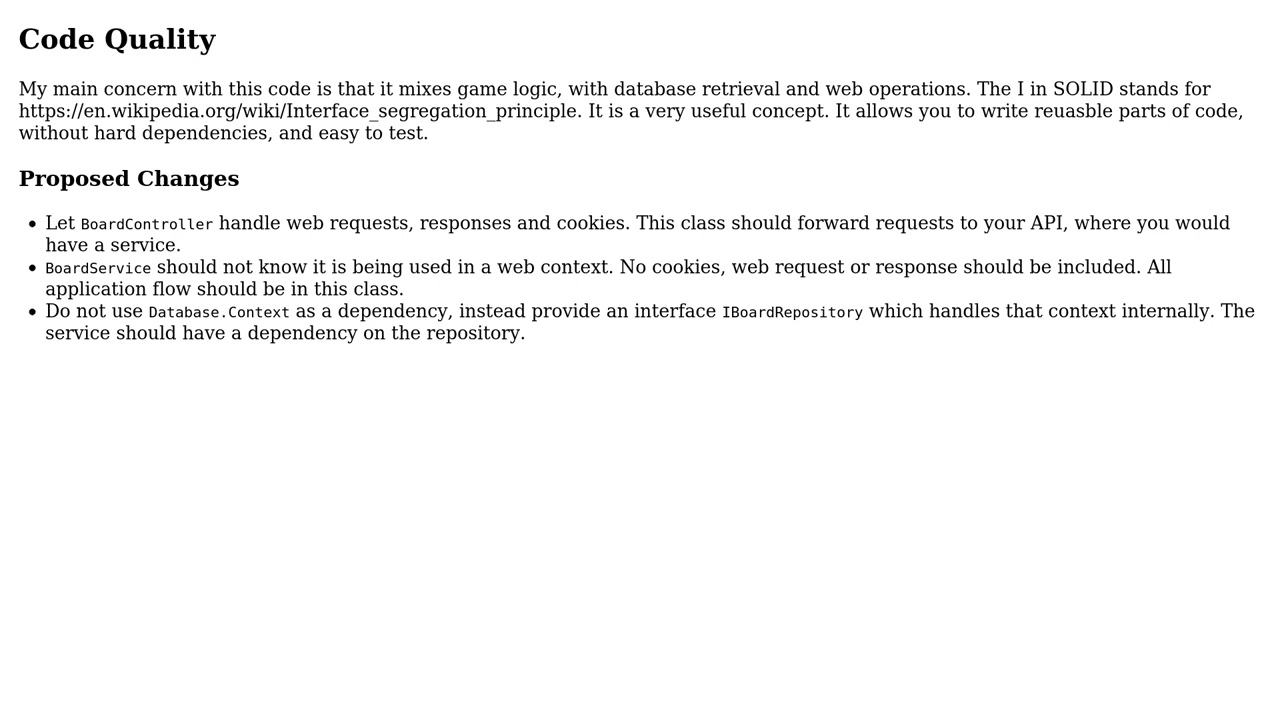 Code Quality
My main concern with this code is that it mixes game logic, with database retrieval and web operations. The I in SOLID stands for
https://en.wikipedia.org/wiki/Interface_segregation_principle. It is a very useful concept. It allows you to write reuasble parts of code,
without hard dependencies, and easy to test.
Proposed Changes
• Let BoardController handle web requests, responses and cookies. This class should forward requests to your API, where you would
have a service.
• BoardService should not know it is being used in a web context. No cookies, web request or response should be included. All
application flow should be in this class.
• Do not use Database.Context as a dependency, instead provide an interface IBoardRepository which handles that context internally. The
service should have a dependency on the repository.